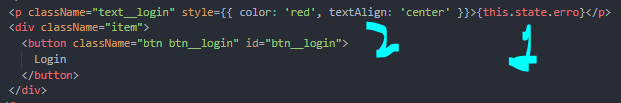 <p className="text__login" style={{ color: 'red', textAlign: 'center' }}>{this.state.erro}</p>
<div className="item">
<button className="btn btn__login" id="btn__login">
Login
</button>
2 1